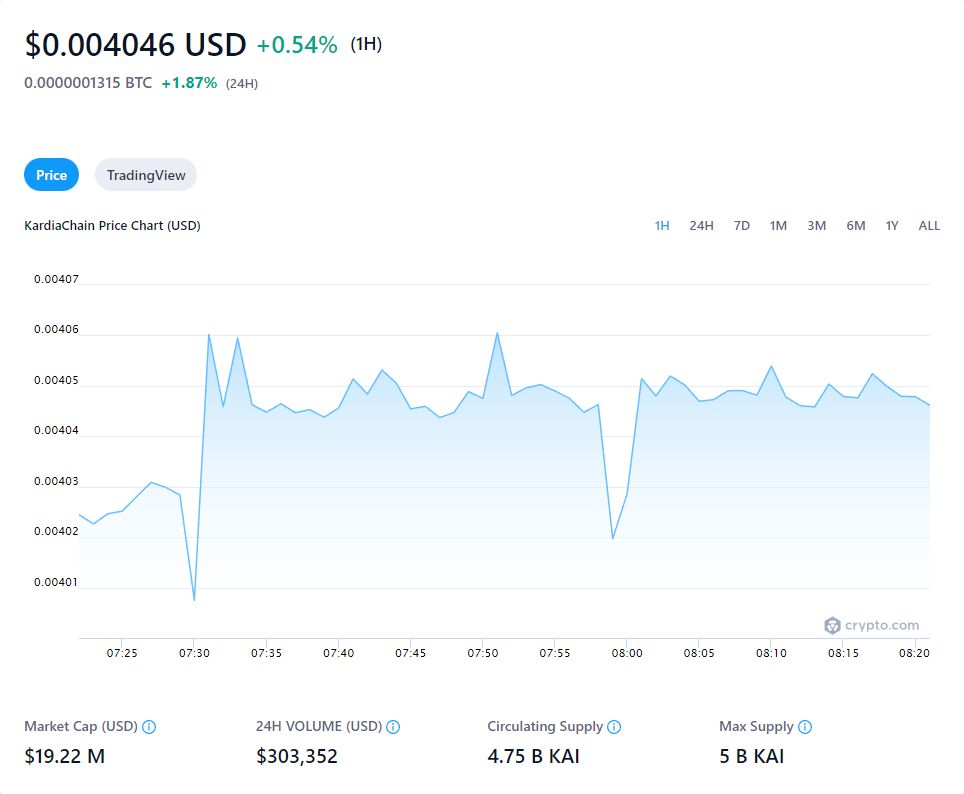 $0.004046 USD +0.54% (1H)
0.0000001315 BTC +1.87% (24H)
Price TradingView
KardiaChain Price Chart (USD) 1H 24H 7D 1M 3M 6M 1Y ALL
0.00407
0.00406
0.00405
0.00404
0.00403
0.00402
0.00401
crypto.com
07:25 07:30 07:35 07:40 07:45 07:50 07:55 08:00 08:05 08:10 08:15 08:20
Market Cap (USD) 24H VOLUME (USD) Circulating Supply Max Supply
$19.22 M $303,352 4.75 B KAI 5 B KAI